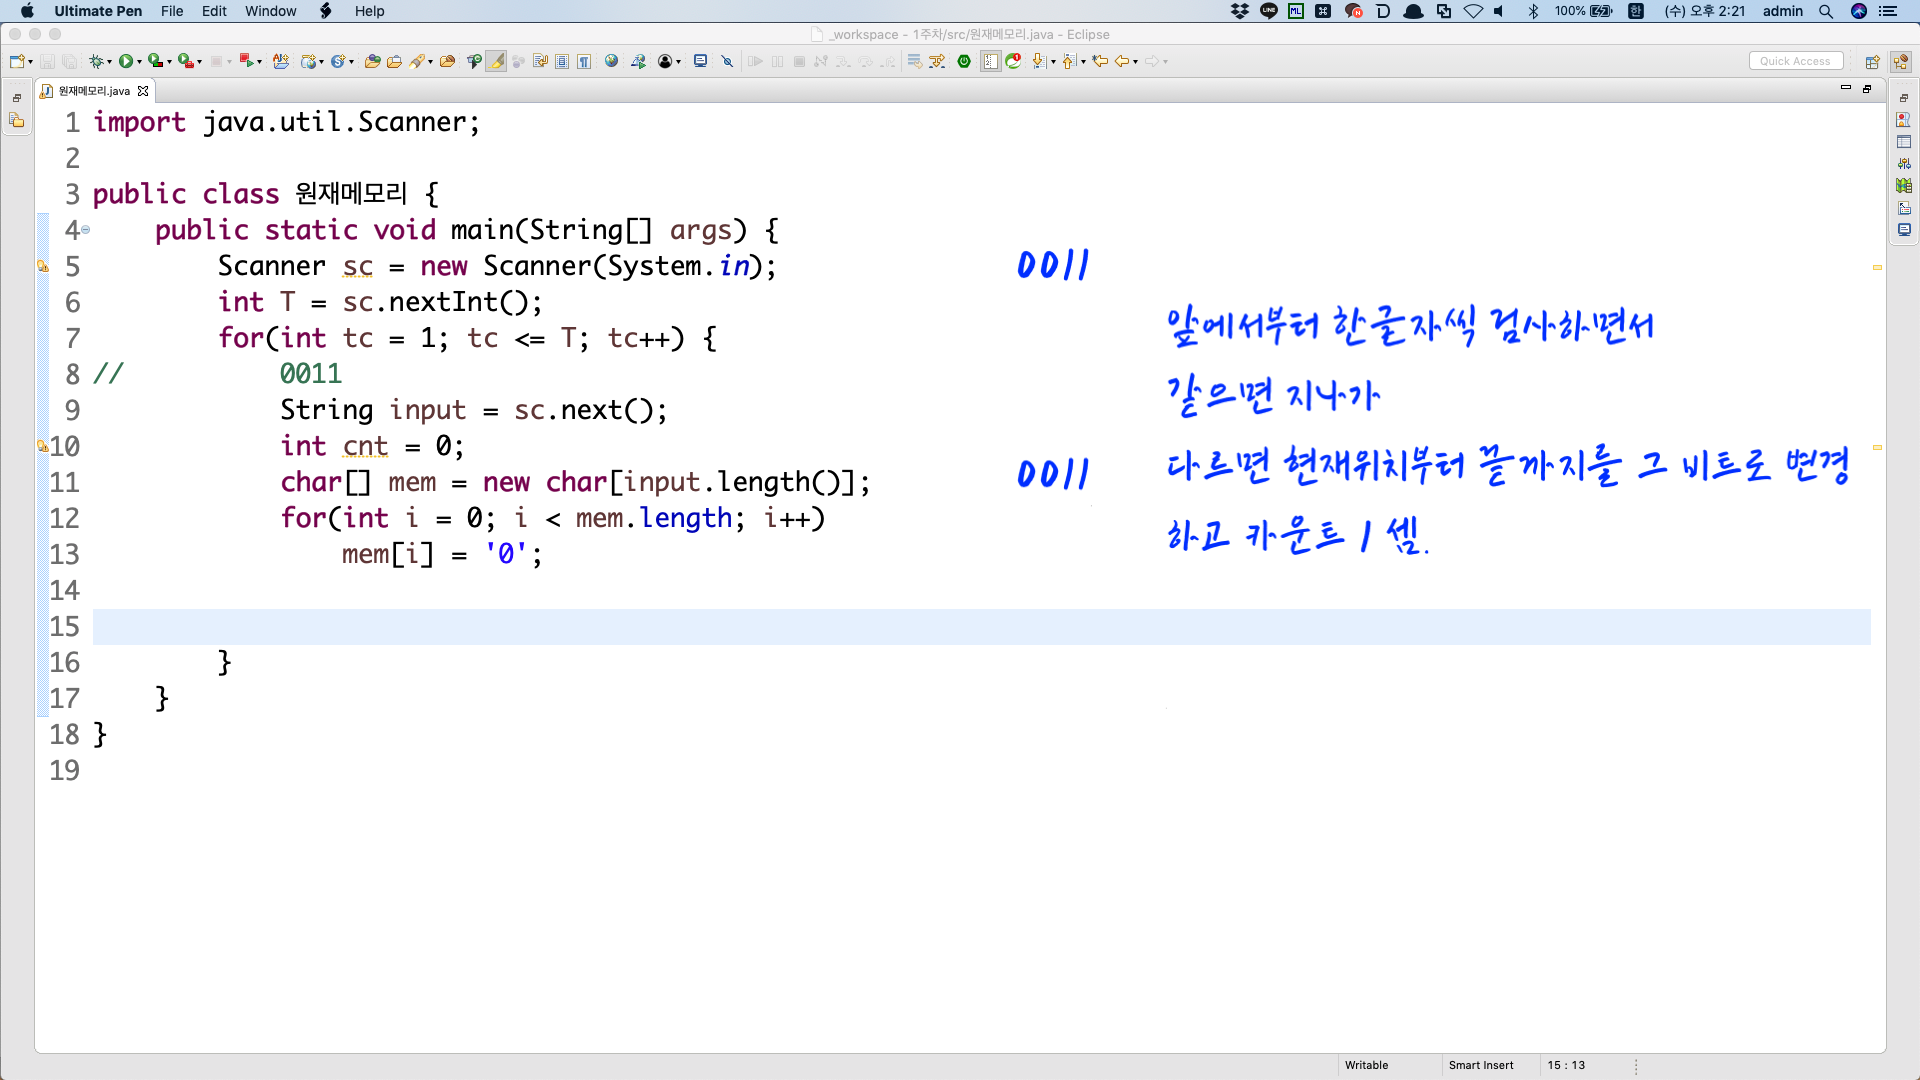 Ultimate Pen File Edit Window Help
LINE ML 100% 한 (수) 오후 2:21 admin
_workspace - 1주차/src/원재메모리.java - Eclipse
Quick Access
원재메모리.java
1 import java.util.Scanner;
2
3 public class 원재메모리 {
4 public static void main(String[] args) {
5 Scanner sc = new Scanner(System.in);
6 int T = sc.nextInt();
7 for(int tc = 1; tc <= T; tc++) {
8 // 0011
9 String input = sc.next();
10 int cnt = 0;
11 char[] mem = new char[input.length()];
12 for(int i = 0; i < mem.length; i++)
13 mem[i] = '0';
14
15
16 }
17 }
18 }
19
0011
앞에서부터 한글자씩 검사하면서
같으면 지나가
0011 다르면 현재위치부터 끝까지를 그 비트로 변경
하고 카운트 1 셈.
Writable Smart Insert 15 : 13